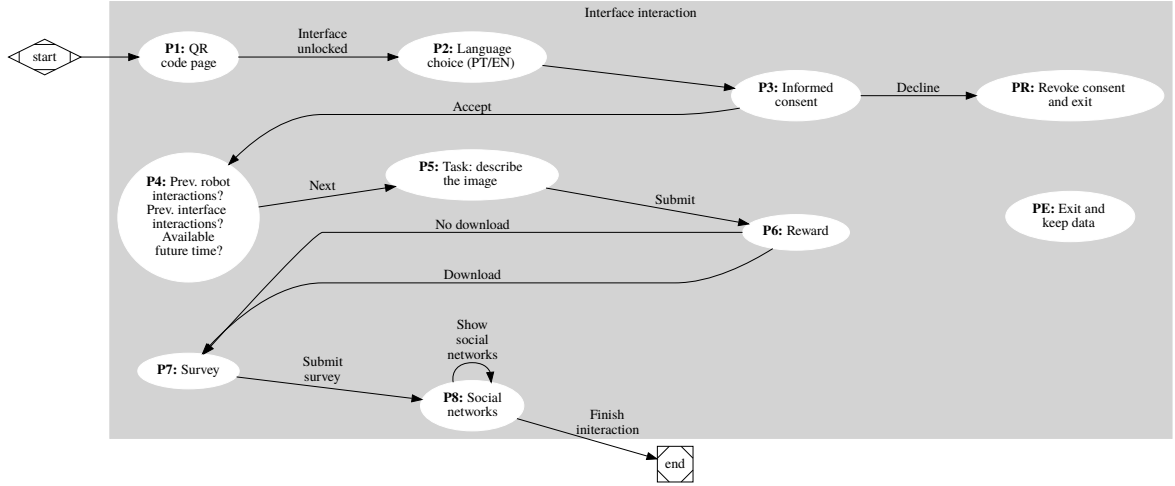 Interface interaction
start
P1: QR
code page
Interface
unlocked
P2: Language
choice (PT/EN)
P3: Informed
consent
Decline
PR: Revoke consent
and exit
Accept
P4: Prev. robot
interactions?
Prev. interface
interactions?
Available
future time?
Next
P5: Task: describe
the image
Submit
P6: Reward
PE: Exit and
keep data
No download
Download
P7: Survey
Submit
survey
Show
social
networks
P8: Social
networks
Finish
initeraction
end